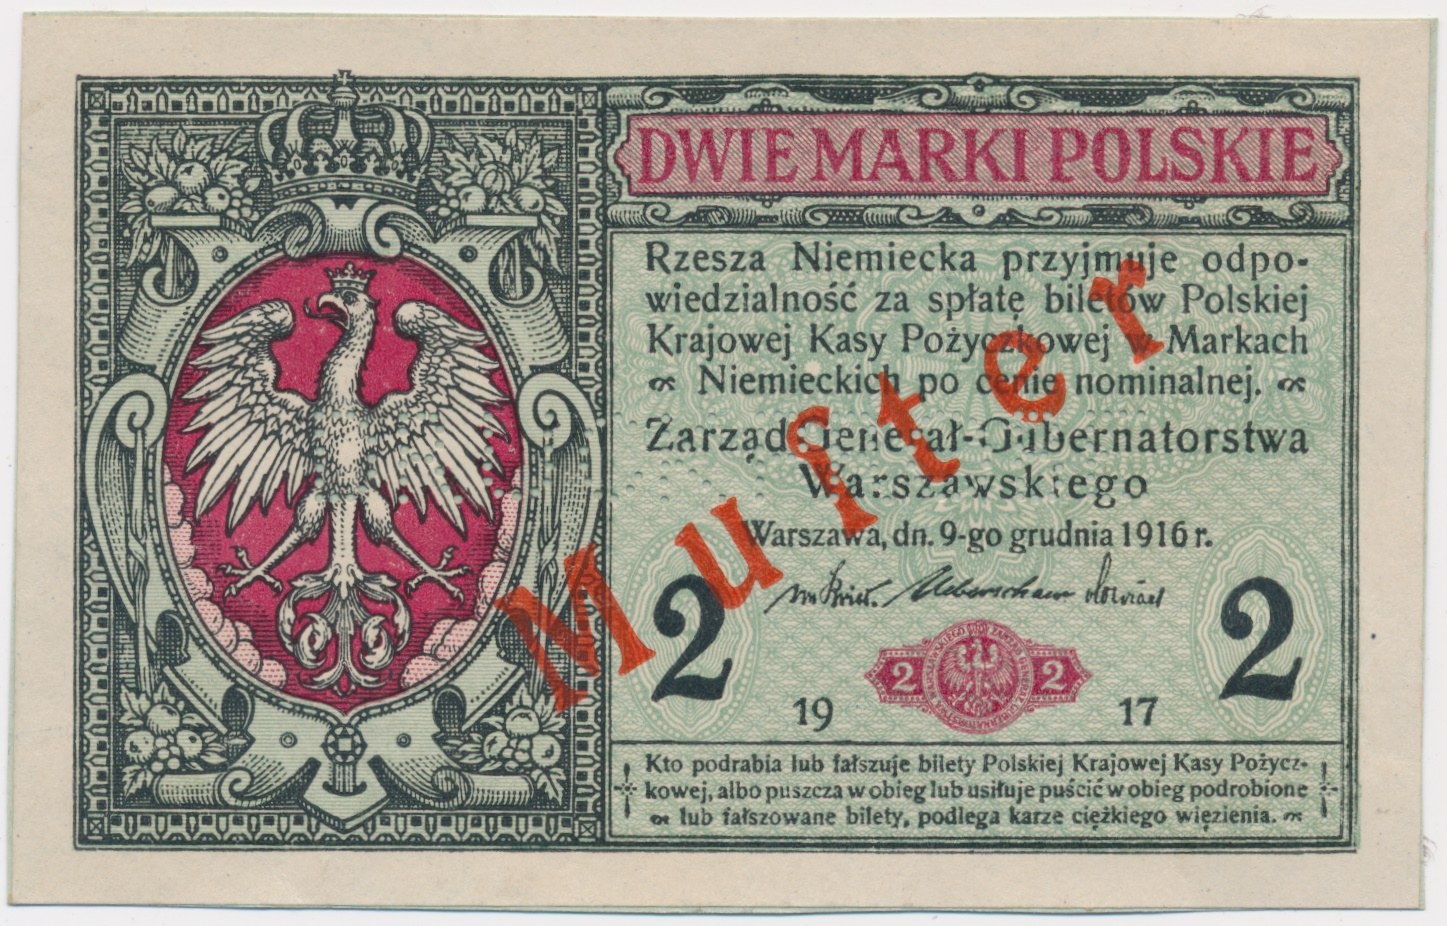 DWIE MARKI POLSKIE
Rzesza Niemiecka przyjmuje odpo-
wiedzialność za spłatę biletów Polskiej
Krajowej Kasy Pożyczkowej w Markach
Niemieckich po cenie nominalnej.
Zarząd Generał-Gubernatorstwa
Warszawskiego
Warszawa, dn. 9-go grudnia 1916 r.
Muſter
2 2 2 2
19 17
Kto podrabia lub fałszuje bilety Polskiej Krajowej Kasy Pożycz-
kowej, albo puszcza w obieg lub usiłuje puścić w obieg podrobione
lub fałszowane bilety, podlega karze ciężkiego więzienia.